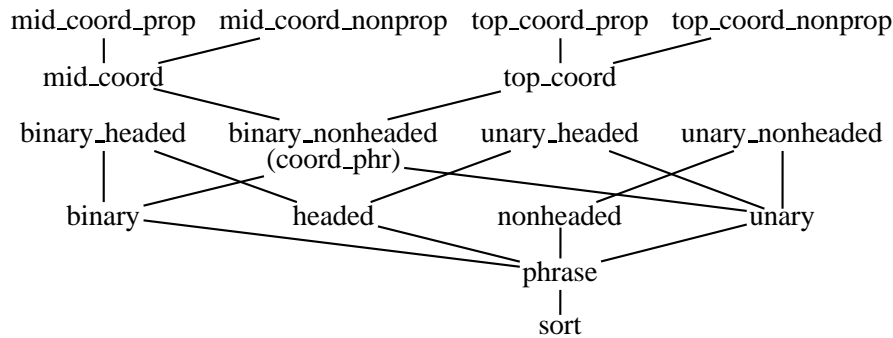 mid_coord_prop mid_coord_nonprop top_coord_prop top_coord_nonprop
mid_coord top_coord
binary_headed binary_nonheaded unary_headed unary_nonheaded
(coord_phr)
binary headed nonheaded unary
phrase
sort